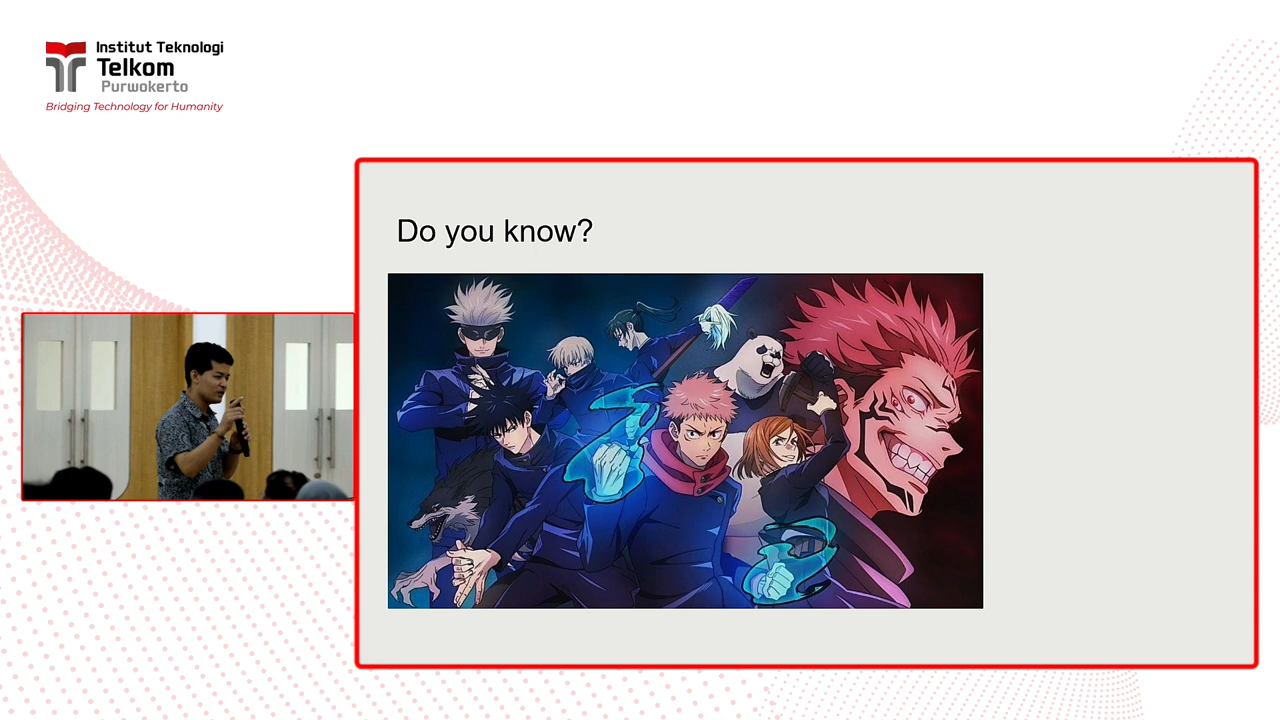 Institut Teknologi
Telkom
Purwokerto
Bridging Technology for Humanity
Do you know?